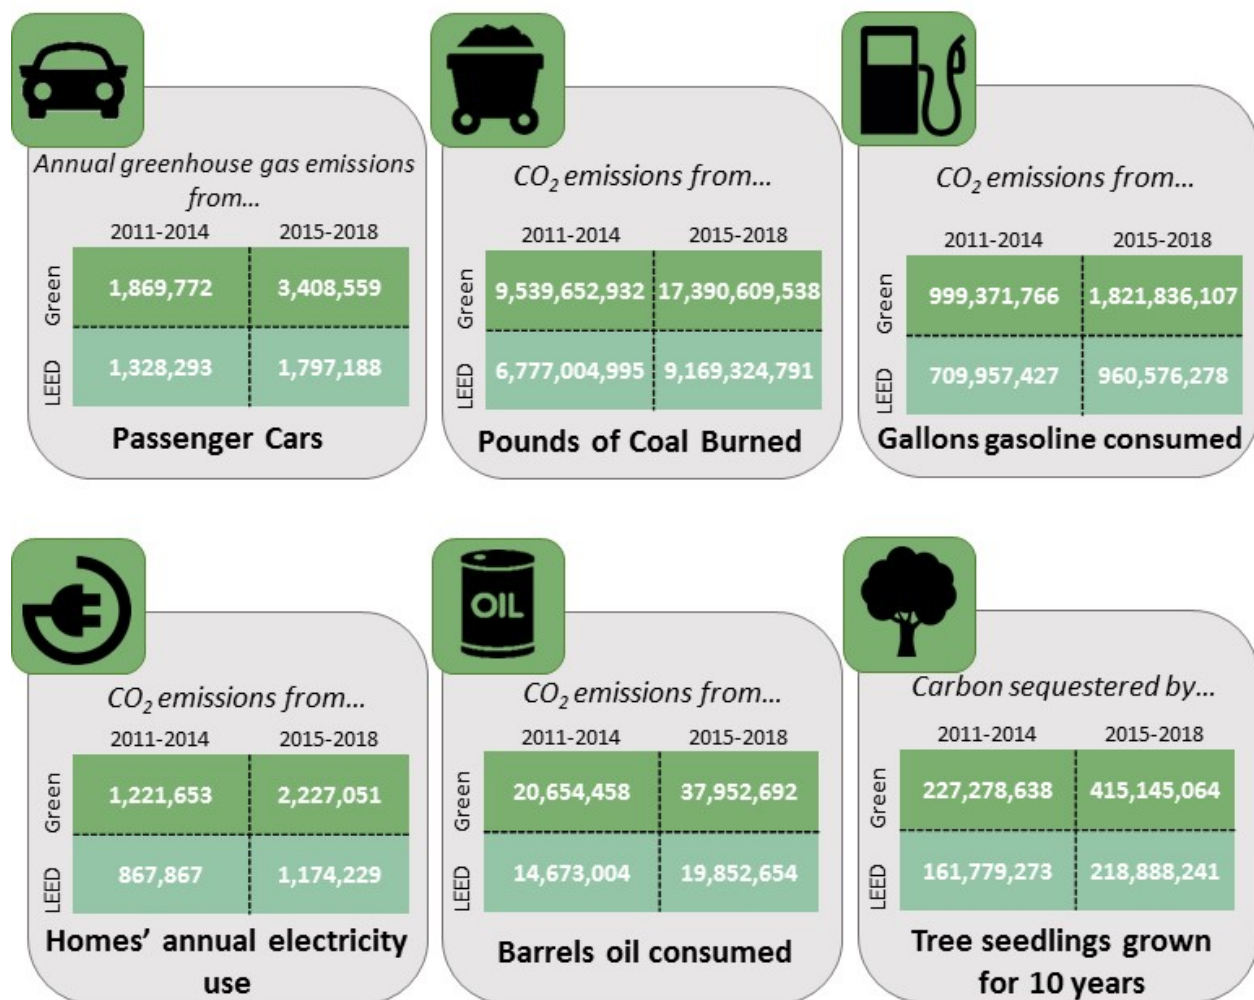 Annual greenhouse gas emissions
from...
2011-2014 2015-2018
Green 1,869,772 3,408,559
LEED 1,328,293 1,797,188
Passenger Cars
CO₂ emissions from...
2011-2014 2015-2018
Green 9,539,652,932 17,390,609,538
LEED 6,777,004,995 9,169,324,791
Pounds of Coal Burned
CO₂ emissions from...
2011-2014 2015-2018
Green 999,371,766 1,821,836,107
LEED 709,957,427 960,576,278
Gallons gasoline consumed
CO₂ emissions from...
2011-2014 2015-2018
Green 1,221,653 2,227,051
LEED 867,867 1,174,229
Homes' annual electricity
use
OIL
CO₂ emissions from...
2011-2014 2015-2018
Green 20,654,458 37,952,692
LEED 14,673,004 19,852,654
Barrels oil consumed
Carbon sequestered by...
2011-2014 2015-2018
Green 227,278,638 415,145,064
LEED 161,779,273 218,888,241
Tree seedlings grown
for 10 years